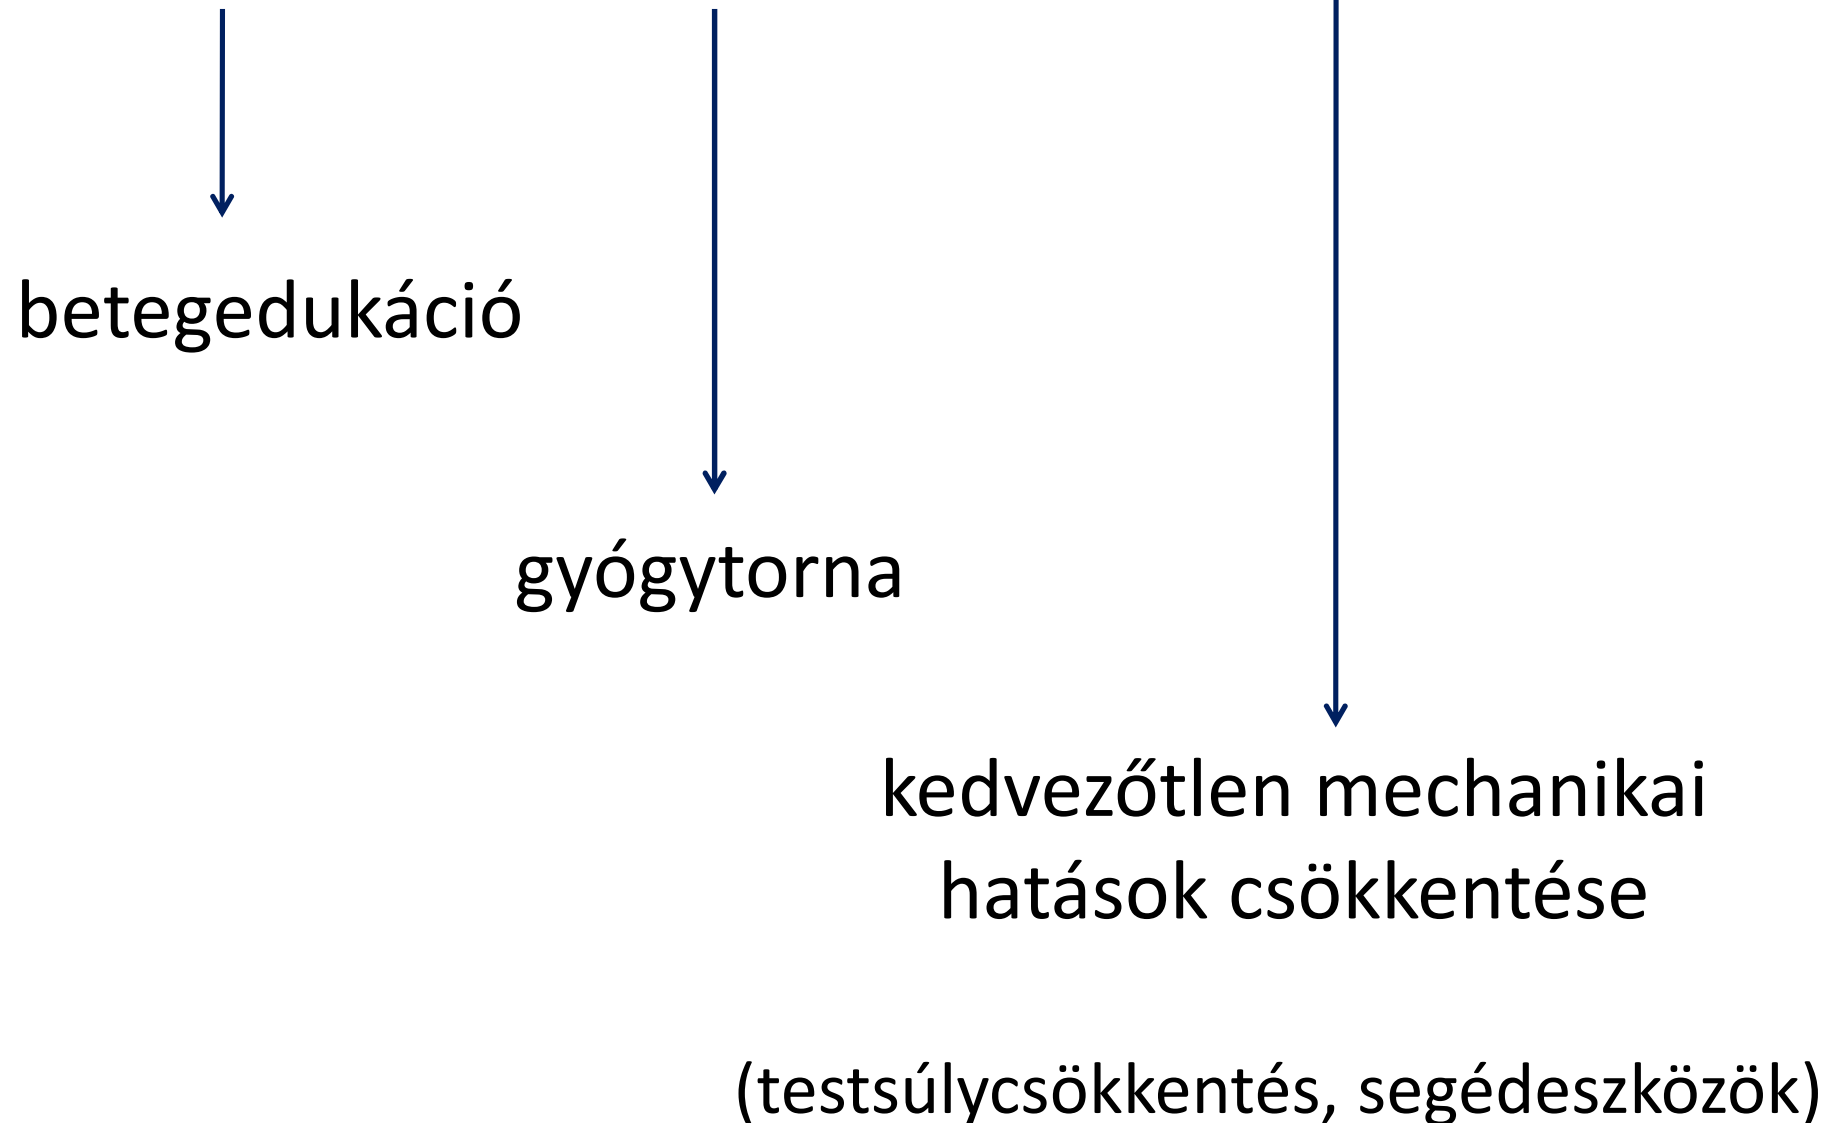 betegedukáció
gyógytorna
kedvezőtlen mechanikai
hatások csökkentése
(testsúlycsökkentés, segédeszközök)